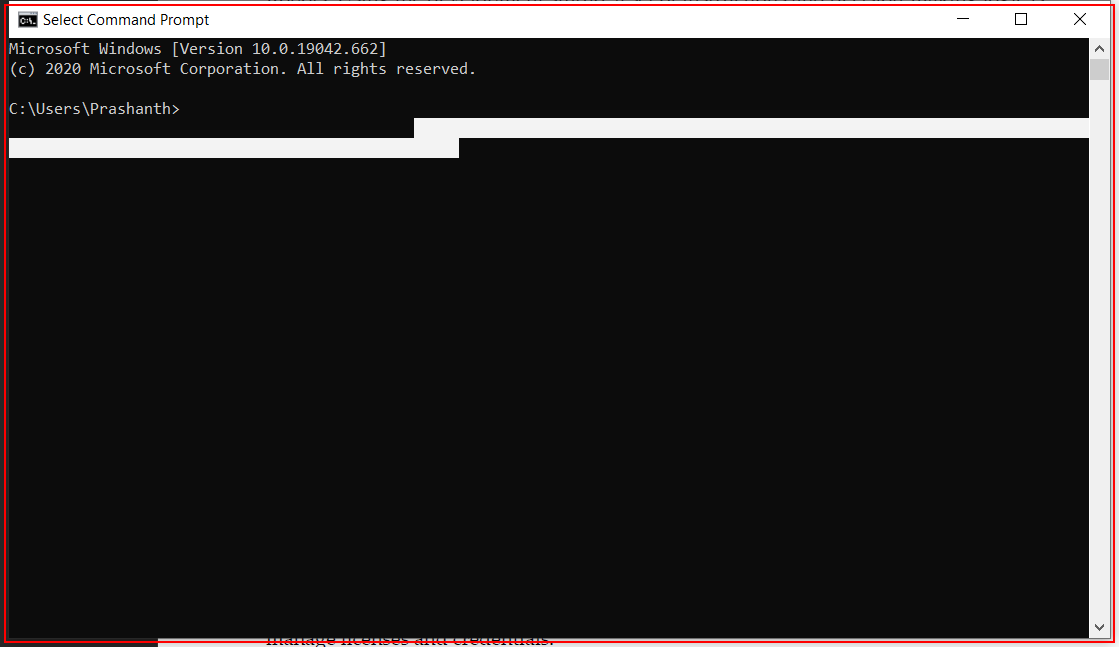 Select Command Prompt
Microsoft Windows [Version 10.0.19042.662]
(c) 2020 Microsoft Corporation. All rights reserved.
C:\Users\Prashanth>
manage licenses and credentials.